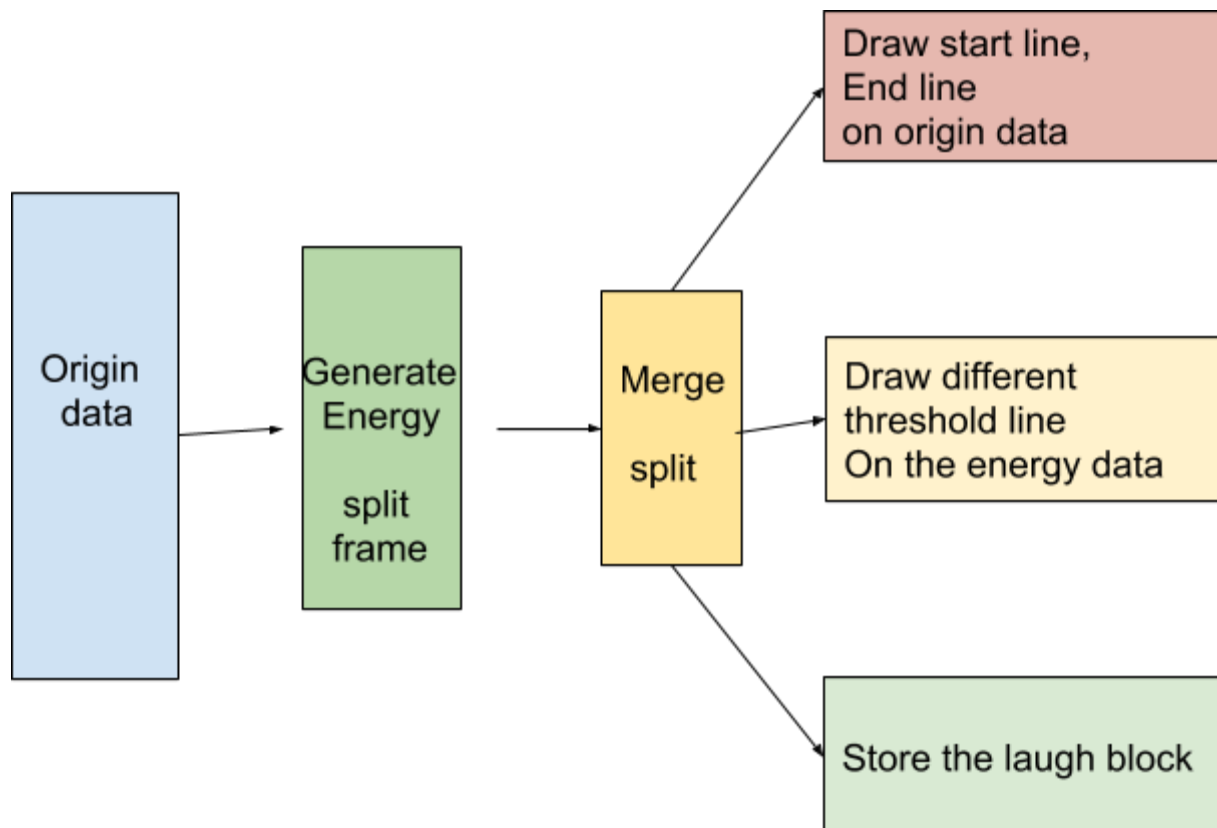 Origin
data
Generate
Energy
split
frame
Merge
split
Draw start line,
End line
on origin data
Draw different
threshold line
On the energy data
Store the laugh block